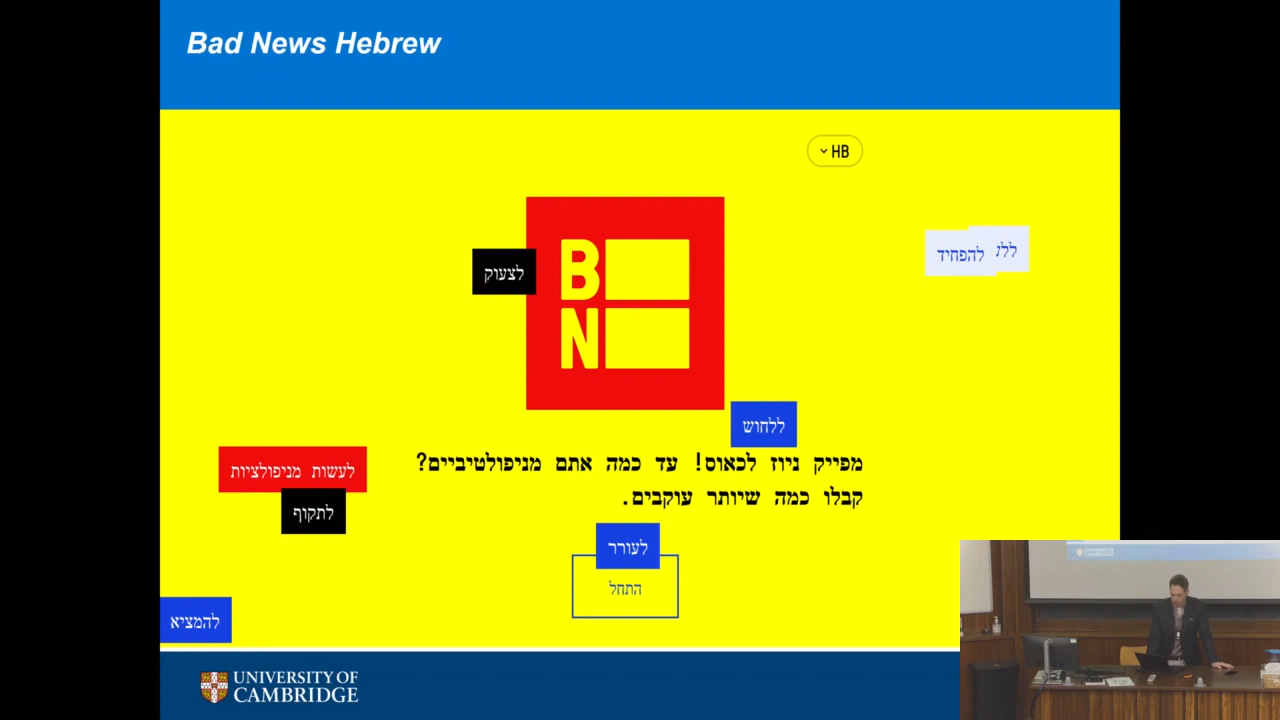 Bad News Hebrew
HB
לצעוק
B
N
להפחיד
ללחוש
מפייק ניוז לכאוס! עד כמה אתם מניפולטיביים?
קבלו כמה שיותר עוקבים.
לעשות מניפולציות
לתקוף
לעורר
התחל
להמציא
UNIVERSITY OF
CAMBRIDGE